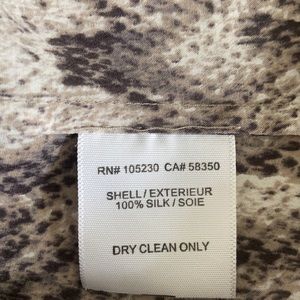 RN# 105230 CA# 58350
SHELL / EXTERIEUR
100% SILK / SOIE
DRY CLEAN ONLY